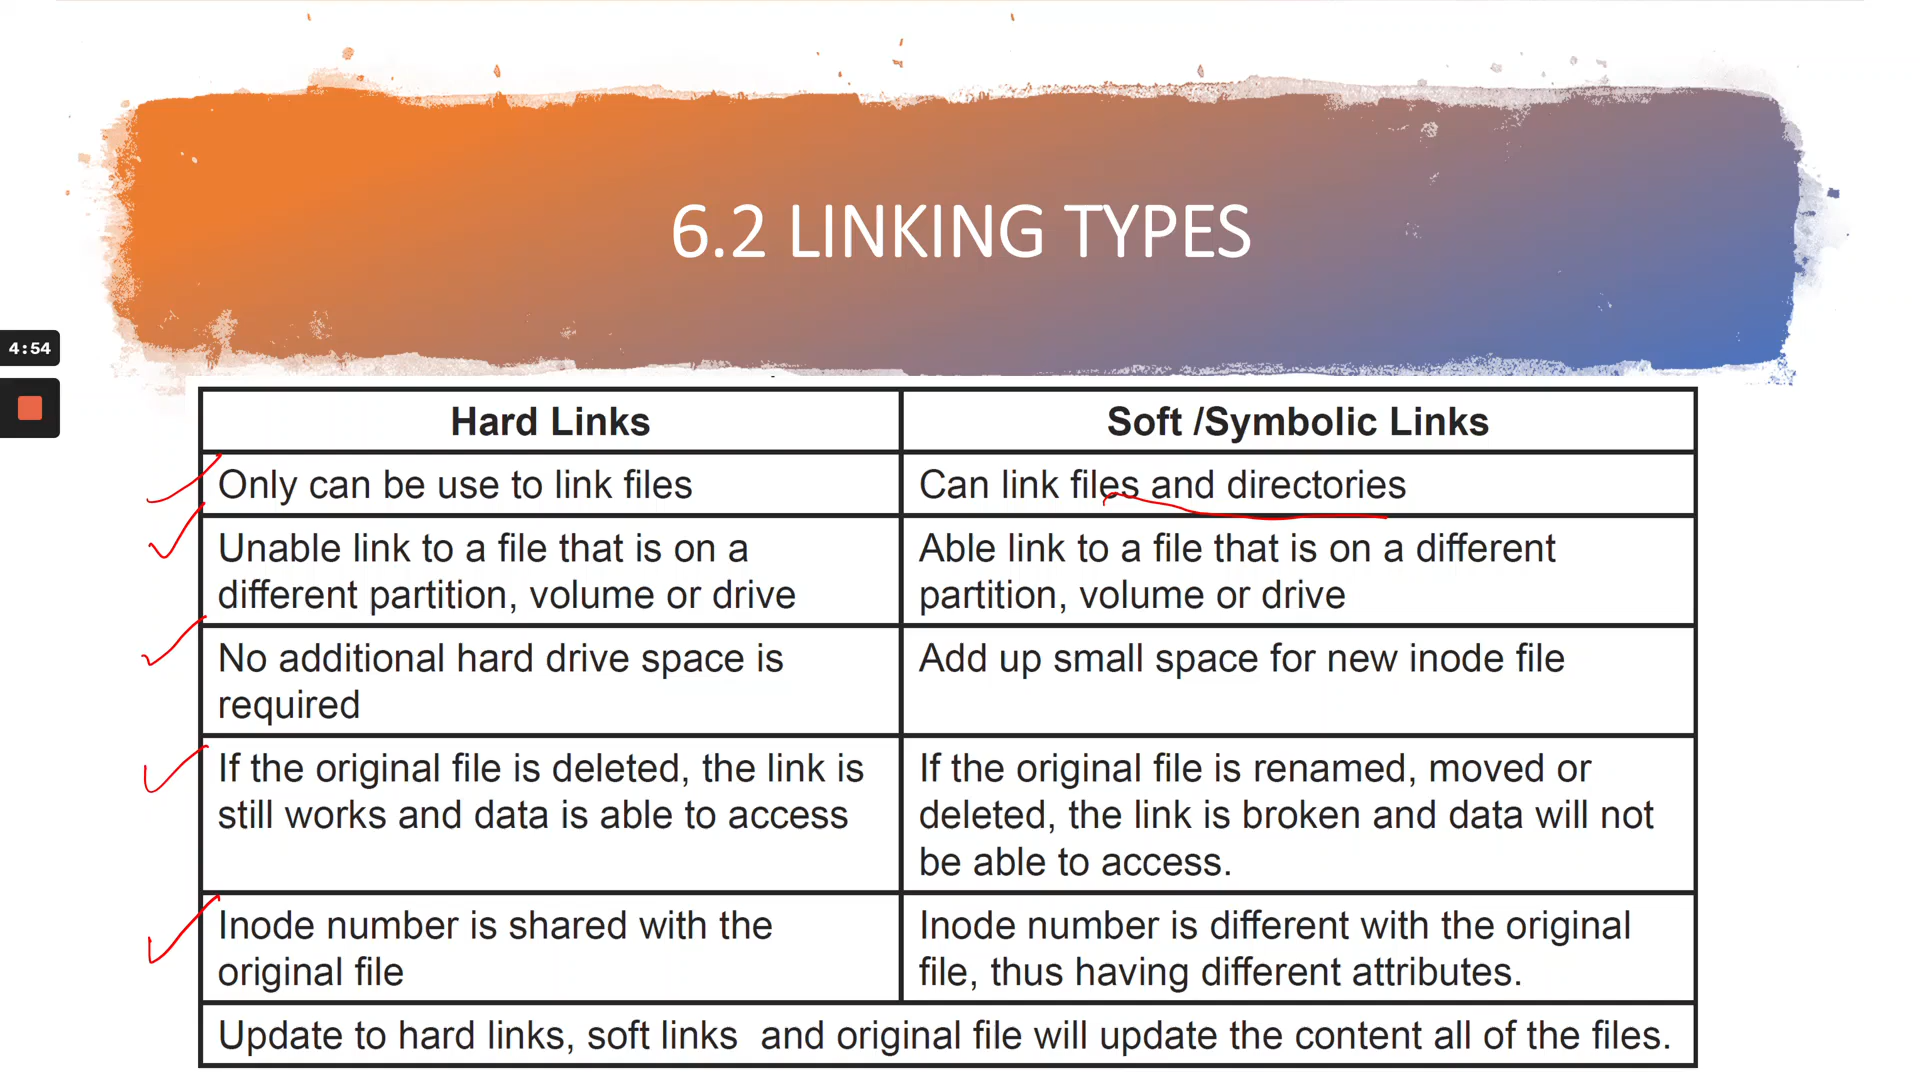 6.2 LINKING TYPES
4:54
Hard Links
Soft /Symbolic Links
Only can be use to link files
Can link files and directories
Unable link to a file that is on a
different partition, volume or drive
Able link to a file that is on a different
partition, volume or drive
No additional hard drive space is
required
Add up small space for new inode file
If the original file is deleted, the link is
still works and data is able to access
If the original file is renamed, moved or
deleted, the link is broken and data will not
be able to access.
Inode number is shared with the
original file
Inode number is different with the original
file, thus having different attributes.
Update to hard links, soft links  and original file will update the content all of the files.